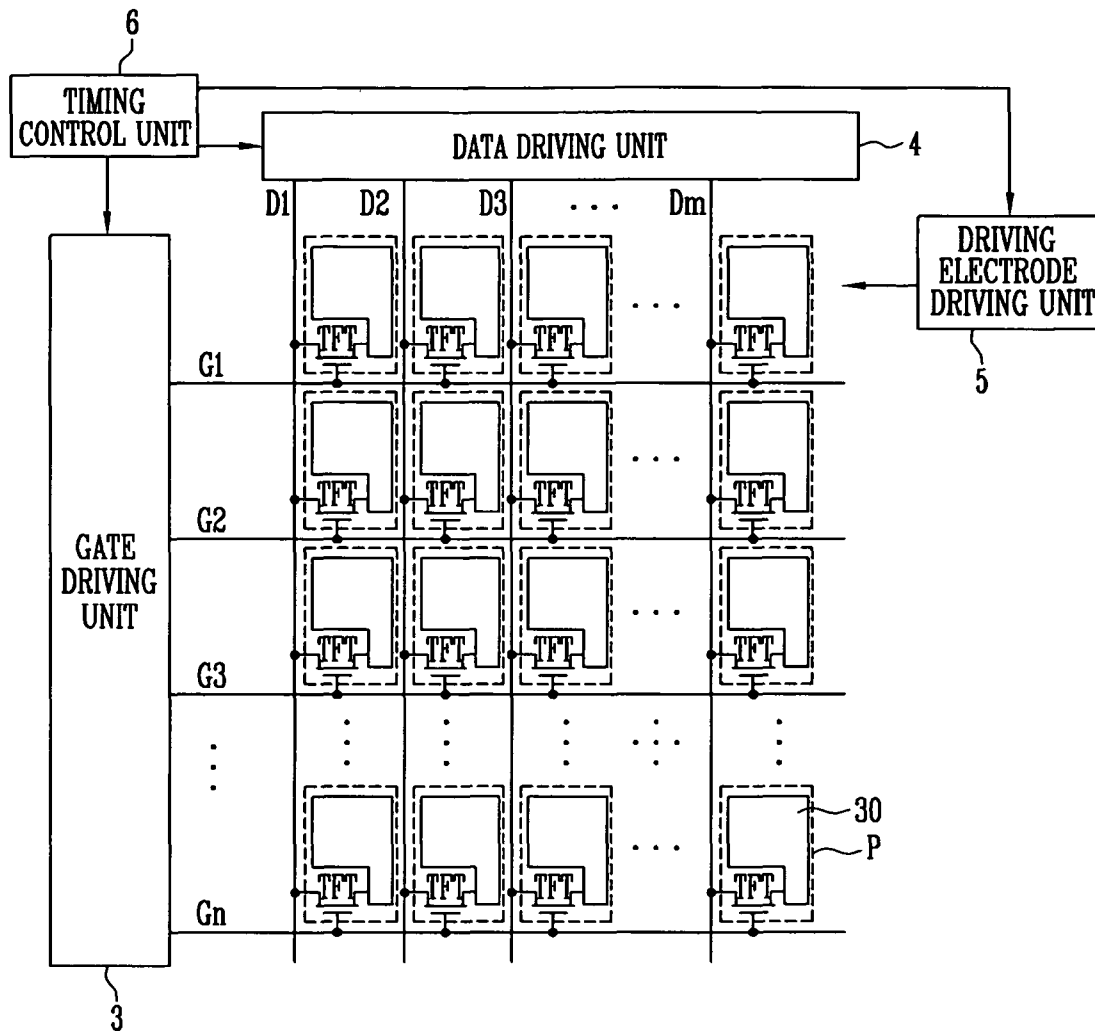 6
TIMING
CONTROL UNIT
DATA DRIVING UNIT
4
D1 D2 D3 ... Dm
DRIVING
ELECTRODE
DRIVING UNIT
5
TFT TFT TFT ... TFT
G1
TFT TFT TFT ... TFT
G2
GATE
DRIVING
UNIT
TFT TFT TFT ... TFT
G3
30
P
TFT TFT TFT ... TFT
Gn
3